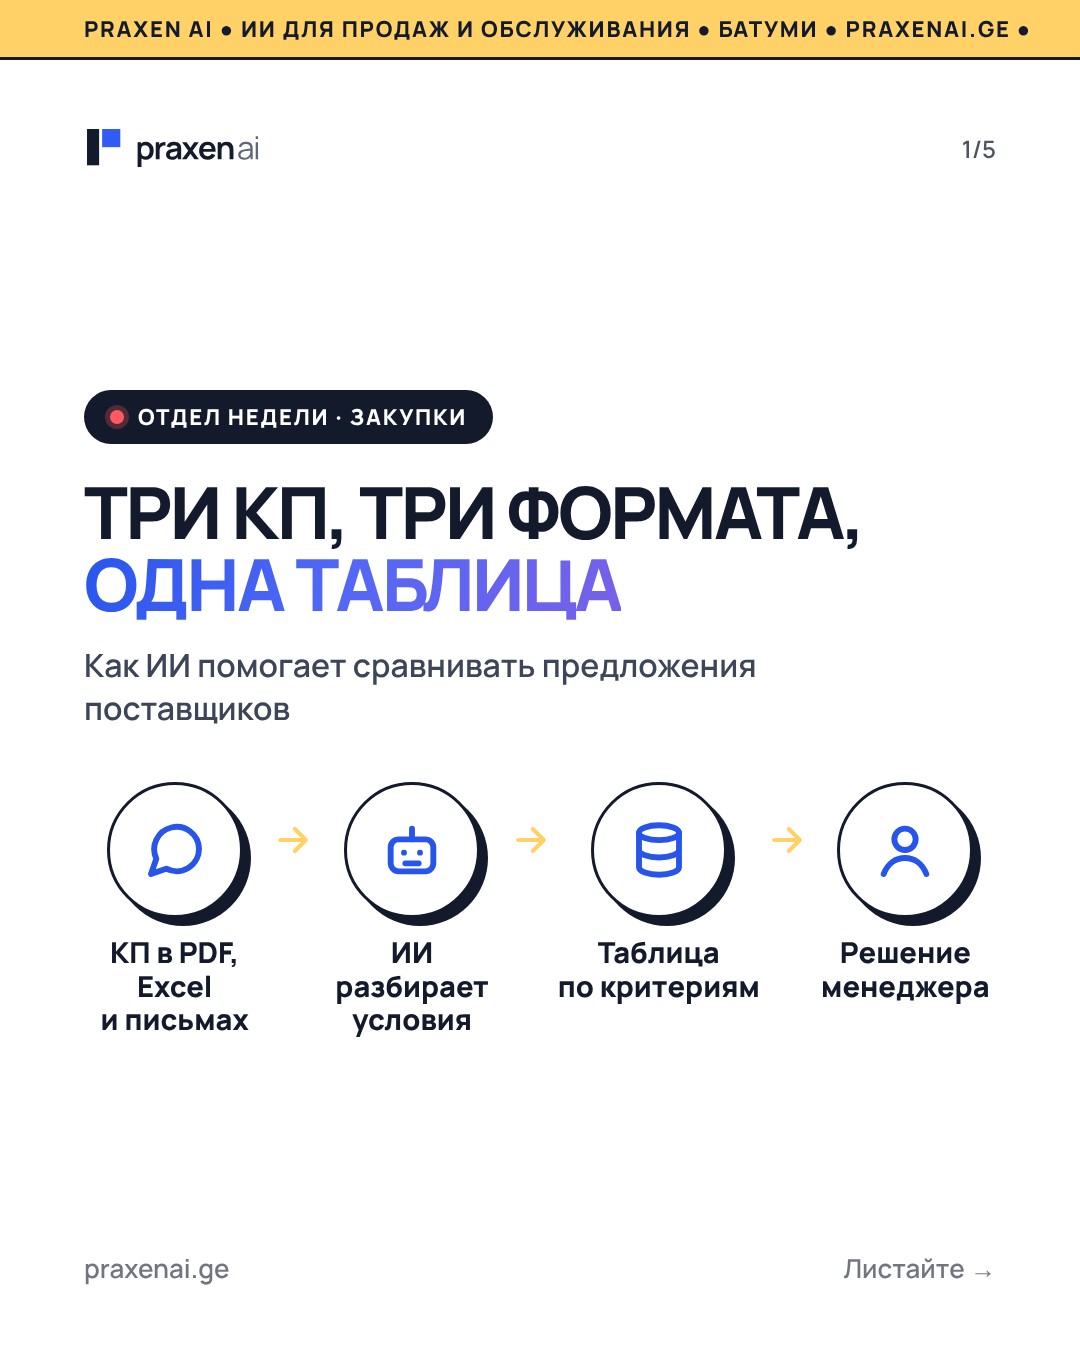 PRAXEN AI ● ИИ ДЛЯ ПРОДАЖ И ОБСЛУЖИВАНИЯ ● БАТУМИ ● PRAXENAI.GE ●
praxen ai
1/5
ОТДЕЛ НЕДЕЛИ · ЗАКУПКИ
ТРИ КП, ТРИ ФОРМАТА,
ОДНА ТАБЛИЦА
Как ИИ помогает сравнивать предложения
поставщиков
КП в PDF,
Excel
и письмах
ИИ
разбирает
условия
Таблица
по критериям
Решение
менеджера
praxenai.ge
Листайте →